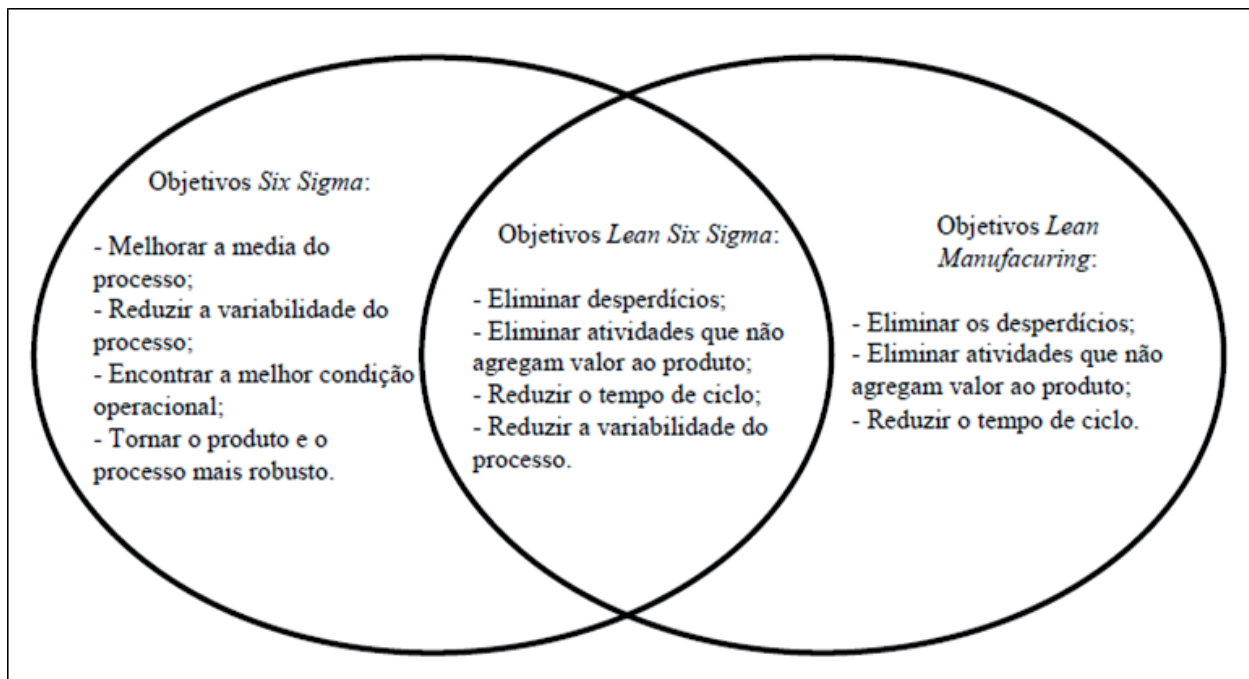 Objetivos Six Sigma:
- Melhorar a media do
processo;
- Reduzir a variabilidade do
processo;
- Encontrar a melhor condição
operacional;
- Tornar o produto e o
processo mais robusto.
Objetivos Lean Six Sigma:
- Eliminar desperdícios;
- Eliminar atividades que não
agregam valor ao produto;
- Reduzir o tempo de ciclo;
- Reduzir a variabilidade do
processo.
Objetivos Lean
Manufacuring:
- Eliminar os desperdícios;
- Eliminar atividades que não
agregam valor ao produto;
- Reduzir o tempo de ciclo.